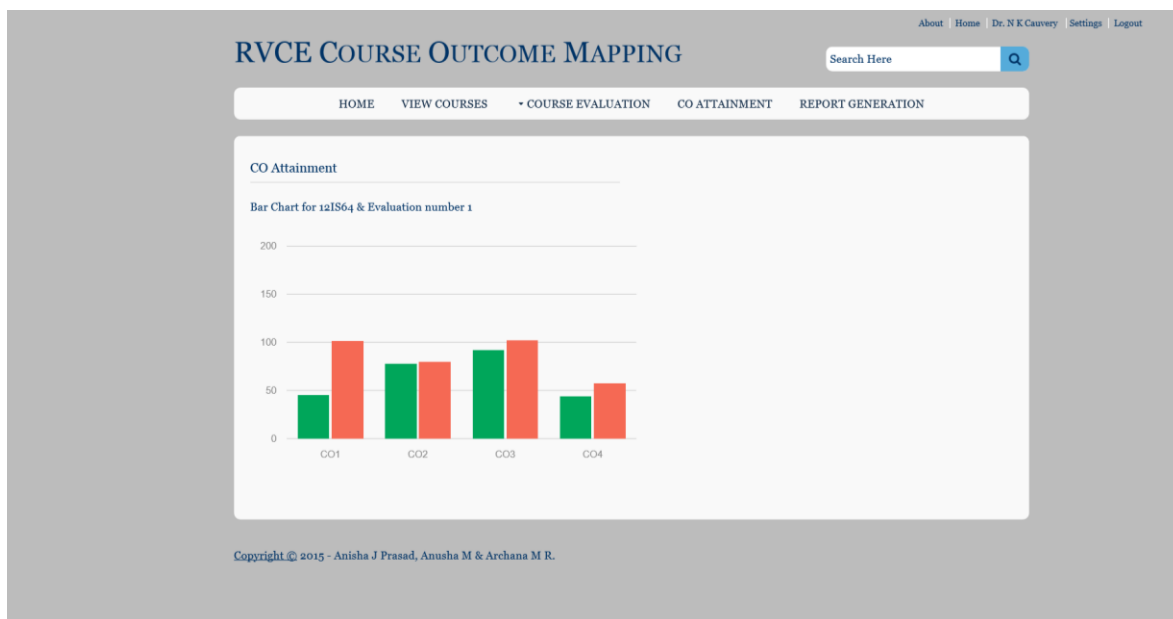 About Home Dr. N K Cauvery Settings Logout
RVCE COURSE OUTCOME MAPPING
Search Here
HOME VIEW COURSES COURSE EVALUATION CO ATTAINMENT REPORT GENERATION
CO Attainment
Bar Chart for 12IS64 & Evaluation number 1
200
150
100
50
0
CO1 CO2 CO3 CO4
Copyright © 2015 - Anisha J Prasad, Anusha M & Archana M R.